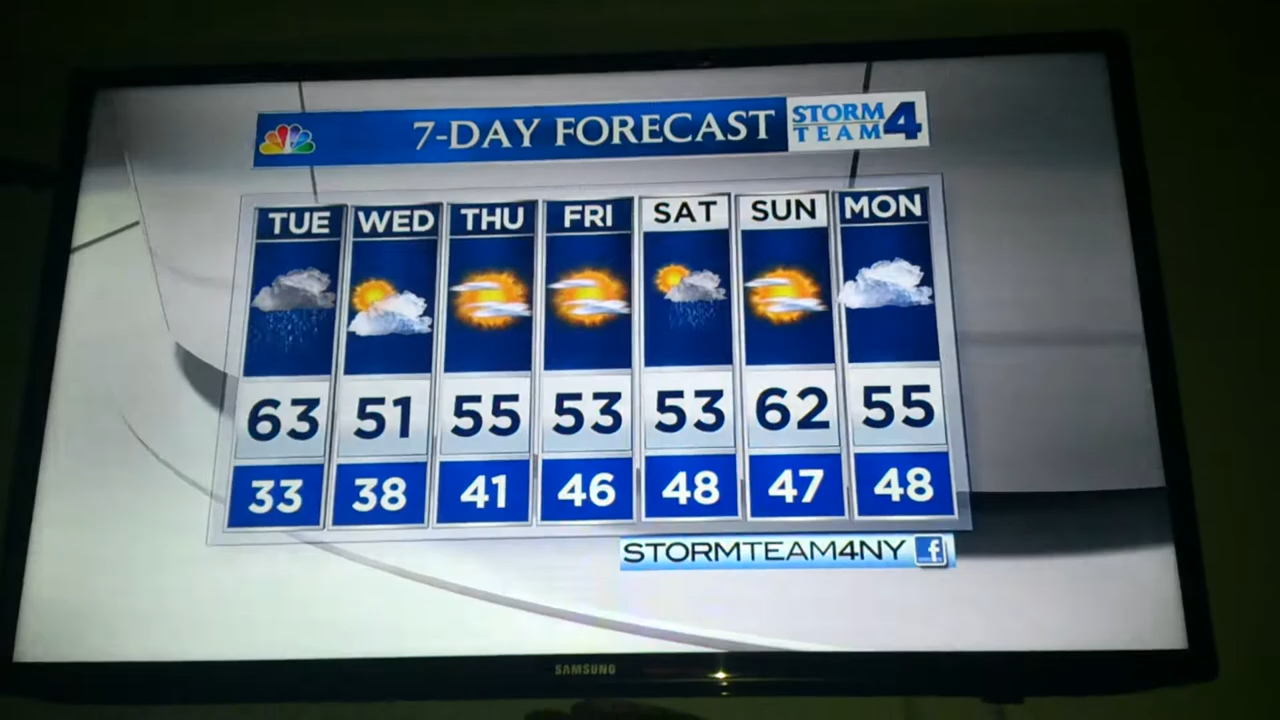 7-DAY FORECAST
STORM
TEAM 4
TUE WED THU FRI SAT SUN MON
63 51 55 53 53 62 55
33 38 41 46 48 47 48
STORMTEAM4NY f
SAMSUNG